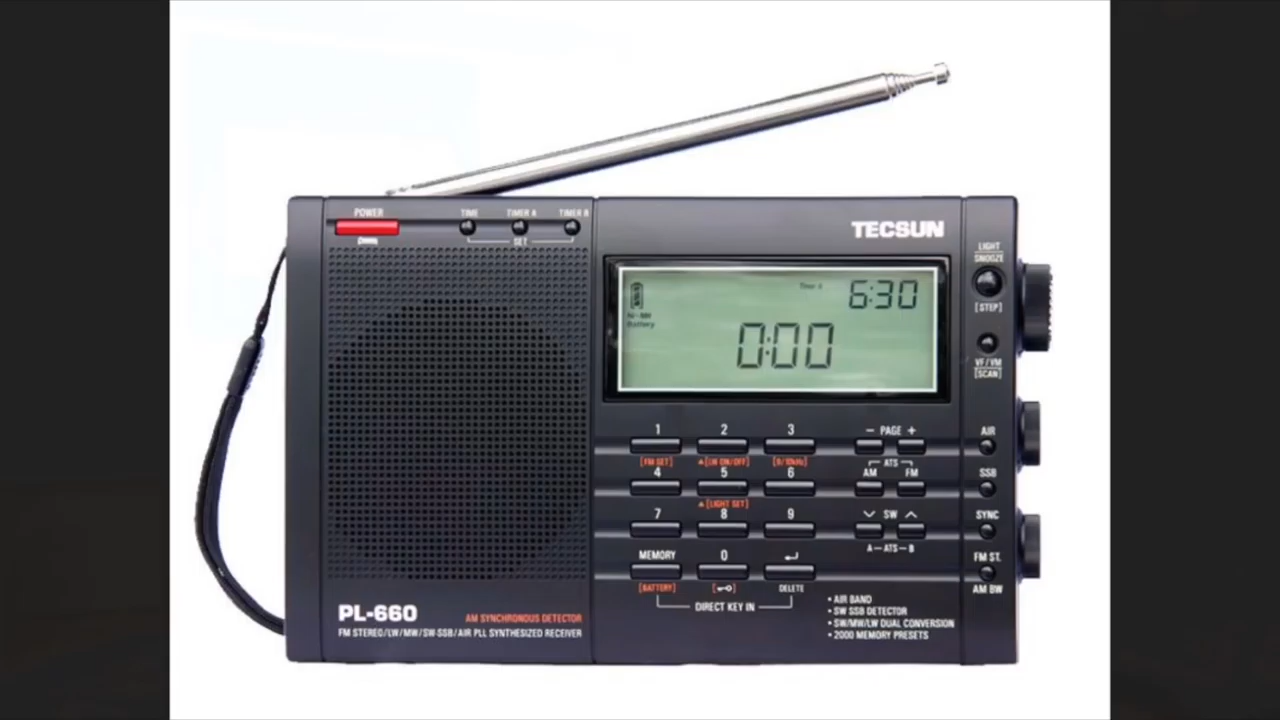 POWER
TIME TIMER A TIMER B
SET
TECSUN
LIGHT
SNOOZE
[STEP]
6:30
Ni-MH
Battery
0:00
VF/VM
[SCAN]
1 2 3
- PAGE +
AIR
[FM SET] [LW ON/OFF] [9/10kHz]
ATS
4 5 6
AM FM
SSB
[LIGHT SET]
7 8 9
SW
SYNC
A-ATS-B
MEMORY 0
FM ST.
[BATTERY] DELETE
AM BW
DIRECT KEY IN
• AIR BAND
• SW SSB DETECTOR
• SW/MW/LW DUAL CONVERSION
• 2000 MEMORY PRESETS
PL-660
AM SYNCHRONOUS DETECTOR
FM STEREO/LW/MW/SW-SSB/AIR PLL SYNTHESIZED RECEIVER